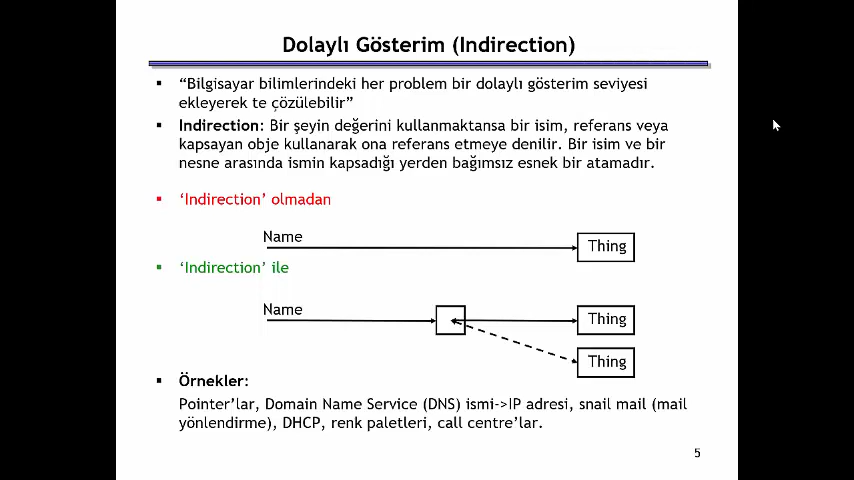 Dolaylı Gösterim (Indirection)
▪ “Bilgisayar bilimlerindeki her problem bir dolaylı gösterim seviyesi
ekleyerek te çözülebilir”
▪ Indirection: Bir şeyin değerini kullanmaktansa bir isim, referans veya
kapsayan obje kullanarak ona referans etmeye denilir. Bir isim ve bir
nesne arasında ismin kapsadığı yerden bağımsız esnek bir atamadır.
▪ ‘Indirection’ olmadan
Name
Thing
▪ ‘Indirection’ ile
Name
Thing
Thing
▪ Örnekler:
Pointer’lar, Domain Name Service (DNS) ismi->IP adresi, snail mail (mail
yönlendirme), DHCP, renk paletleri, call centre’lar.
5